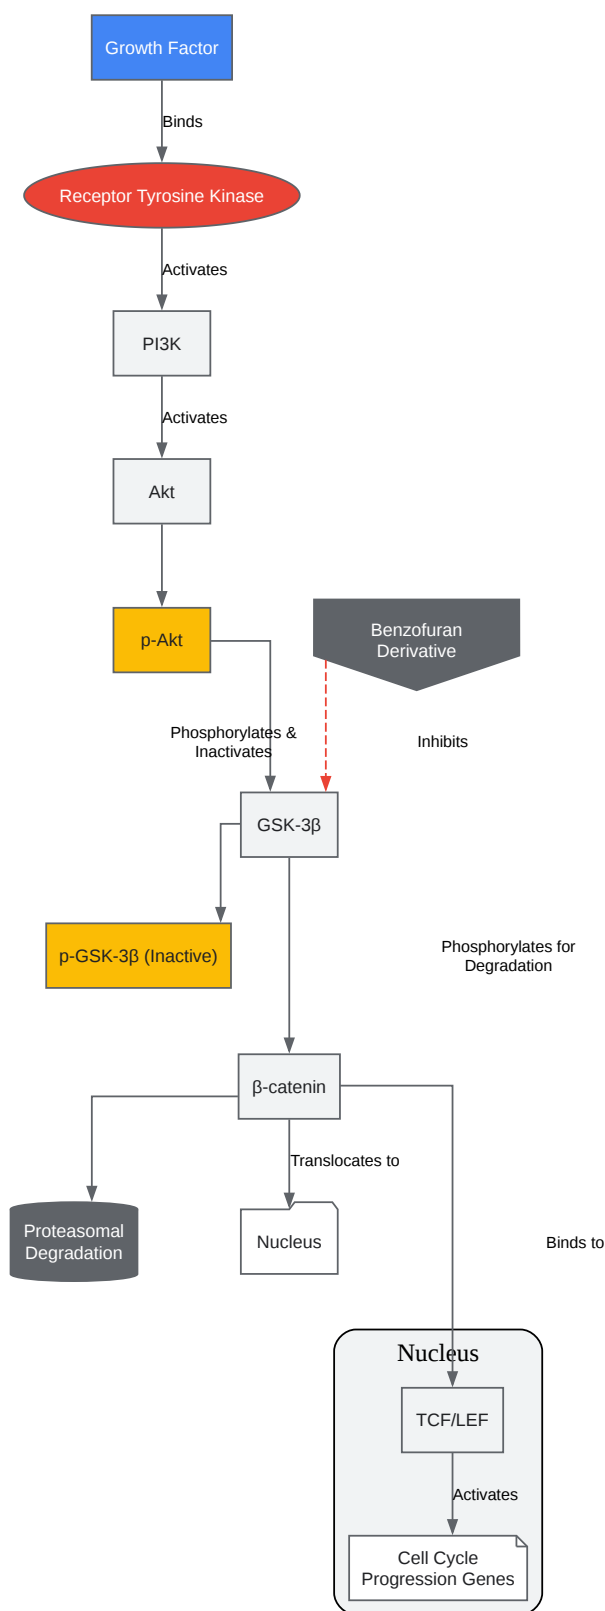 Growth Factor
Binds
Receptor Tyrosine Kinase
Activates
PI3K
Activates
Akt
p-Akt
Benzofuran
Derivative
Phosphorylates &
Inactivates
Inhibits
GSK-3β
p-GSK-3β (Inactive)
Phosphorylates for
Degradation
β-catenin
Translocates to
Proteasomal
Degradation
Nucleus
Binds to
Nucleus
TCF/LEF
Activates
Cell Cycle
Progression Genes